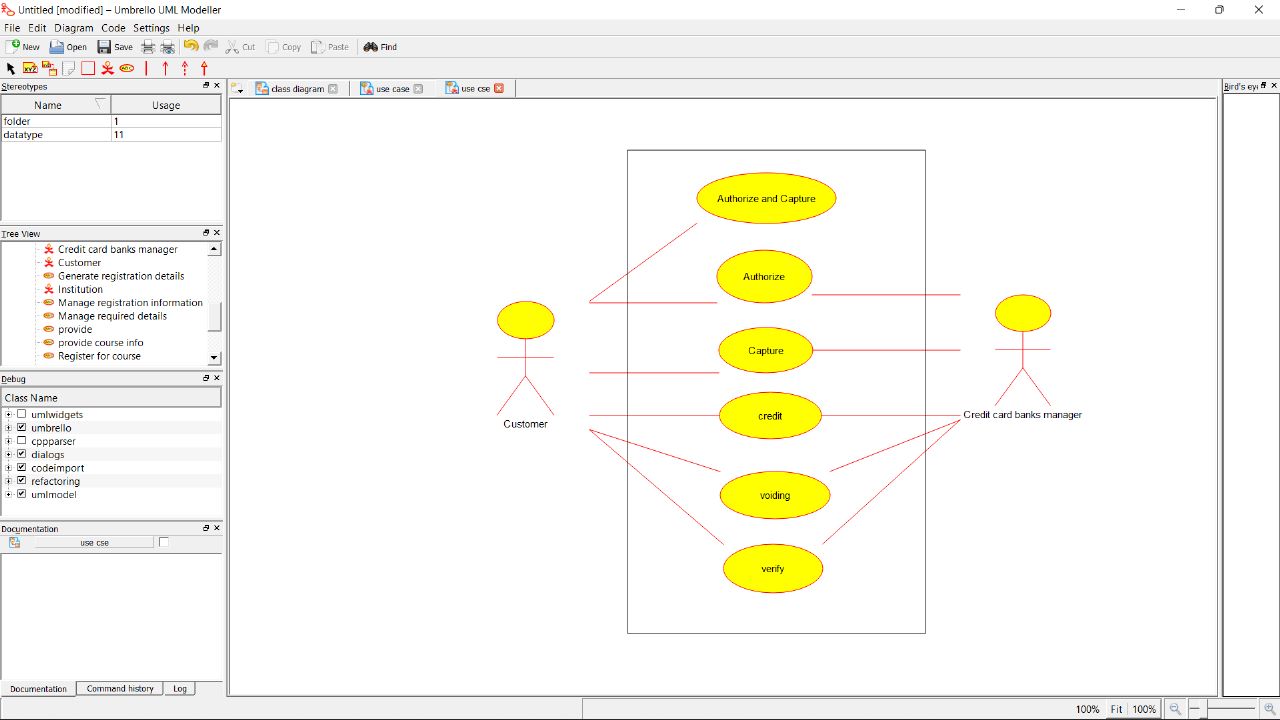 Untitled [modified] – Umbrello UML Modeller
File Edit Diagram Code Settings Help
New Open Save Cut Copy Paste Find
Stereotypes
Name Usage
folder 1
datatype 11
Tree View
Credit card banks manager
Customer
Generate registration details
Institution
Manage registration information
Manage required details
provide
provide course info
Register for course
Debug
Class Name
umlwidgets
umbrello
cppparser
dialogs
codeimport
refactoring
umlmodel
Documentation
use cse
Documentation Command history Log
class diagram use case use cse
Authorize and Capture
Authorize
Capture
credit
voiding
verify
Customer
Credit card banks manager
Bird's eye
100% Fit 100%